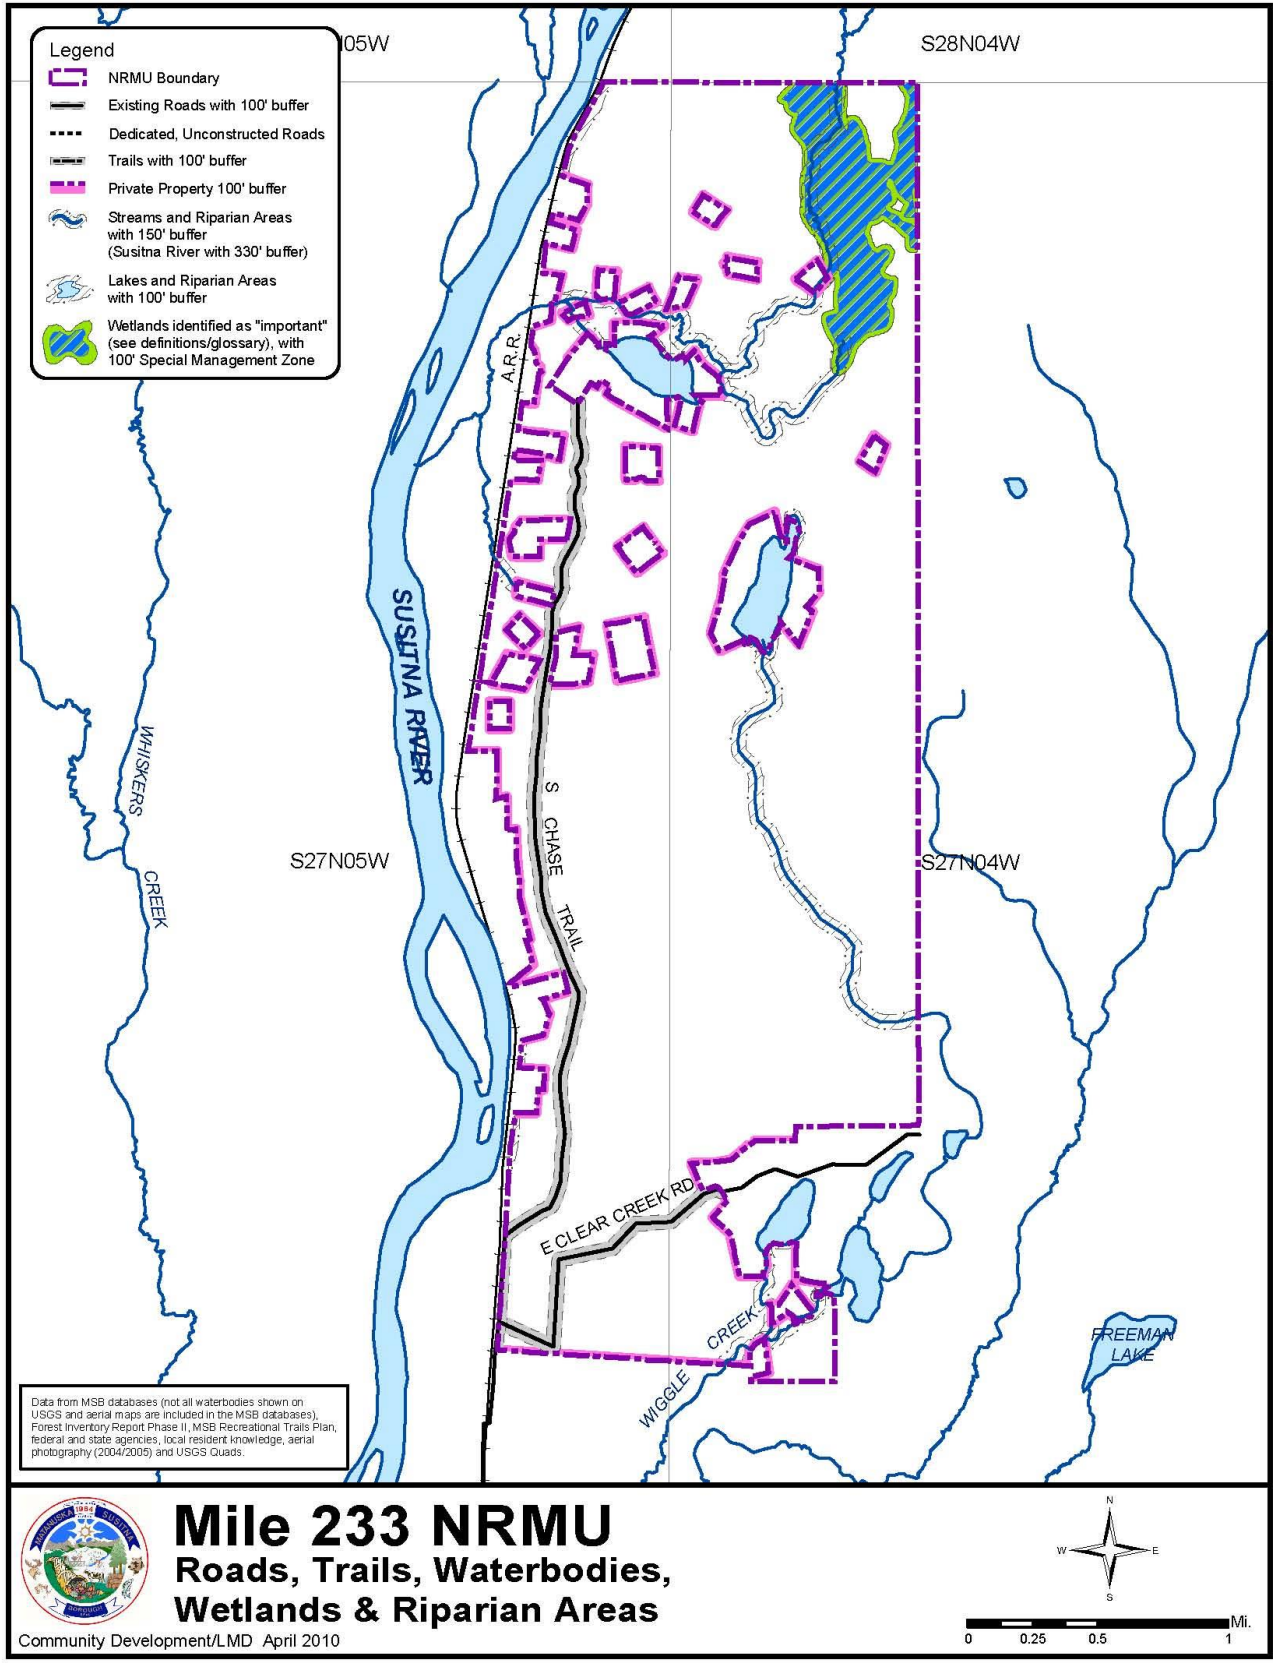 Legend
NRMU Boundary
Existing Roads with 100' buffer
Dedicated, Unconstructed Roads
Trails with 100' buffer
Private Property 100' buffer
Streams and Riparian Areas
with 150' buffer
(Susitna River with 330' buffer)
Lakes and Riparian Areas
with 100' buffer
Wetlands identified as "important"
(see definitions/glossary), with
100' Special Management Zone
05W
S28N04W
A.R.R.
SUSITNA RIVER
WHISKERS
CREEK
S27N05W
S27N04W
S CHASE TRAIL
E CLEAR CREEK RD
WIGGLE CREEK
FREEMAN
LAKE
Data from MSB databases (not all waterbodies shown on
USGS and aerial maps are included in the MSB databases),
Forest Inventory Report Phase II, MSB Recreational Trails Plan,
federal and state agencies, local resident knowledge, aerial
photography (2004/2005) and USGS Quads.
MATANUSKA 1964 SUSITNA
BOROUGH
Mile 233 NRMU
Roads, Trails, Waterbodies,
Wetlands & Riparian Areas
Community Development/LMD April 2010
N
W E
S
Mi.
0 0.25 0.5 1